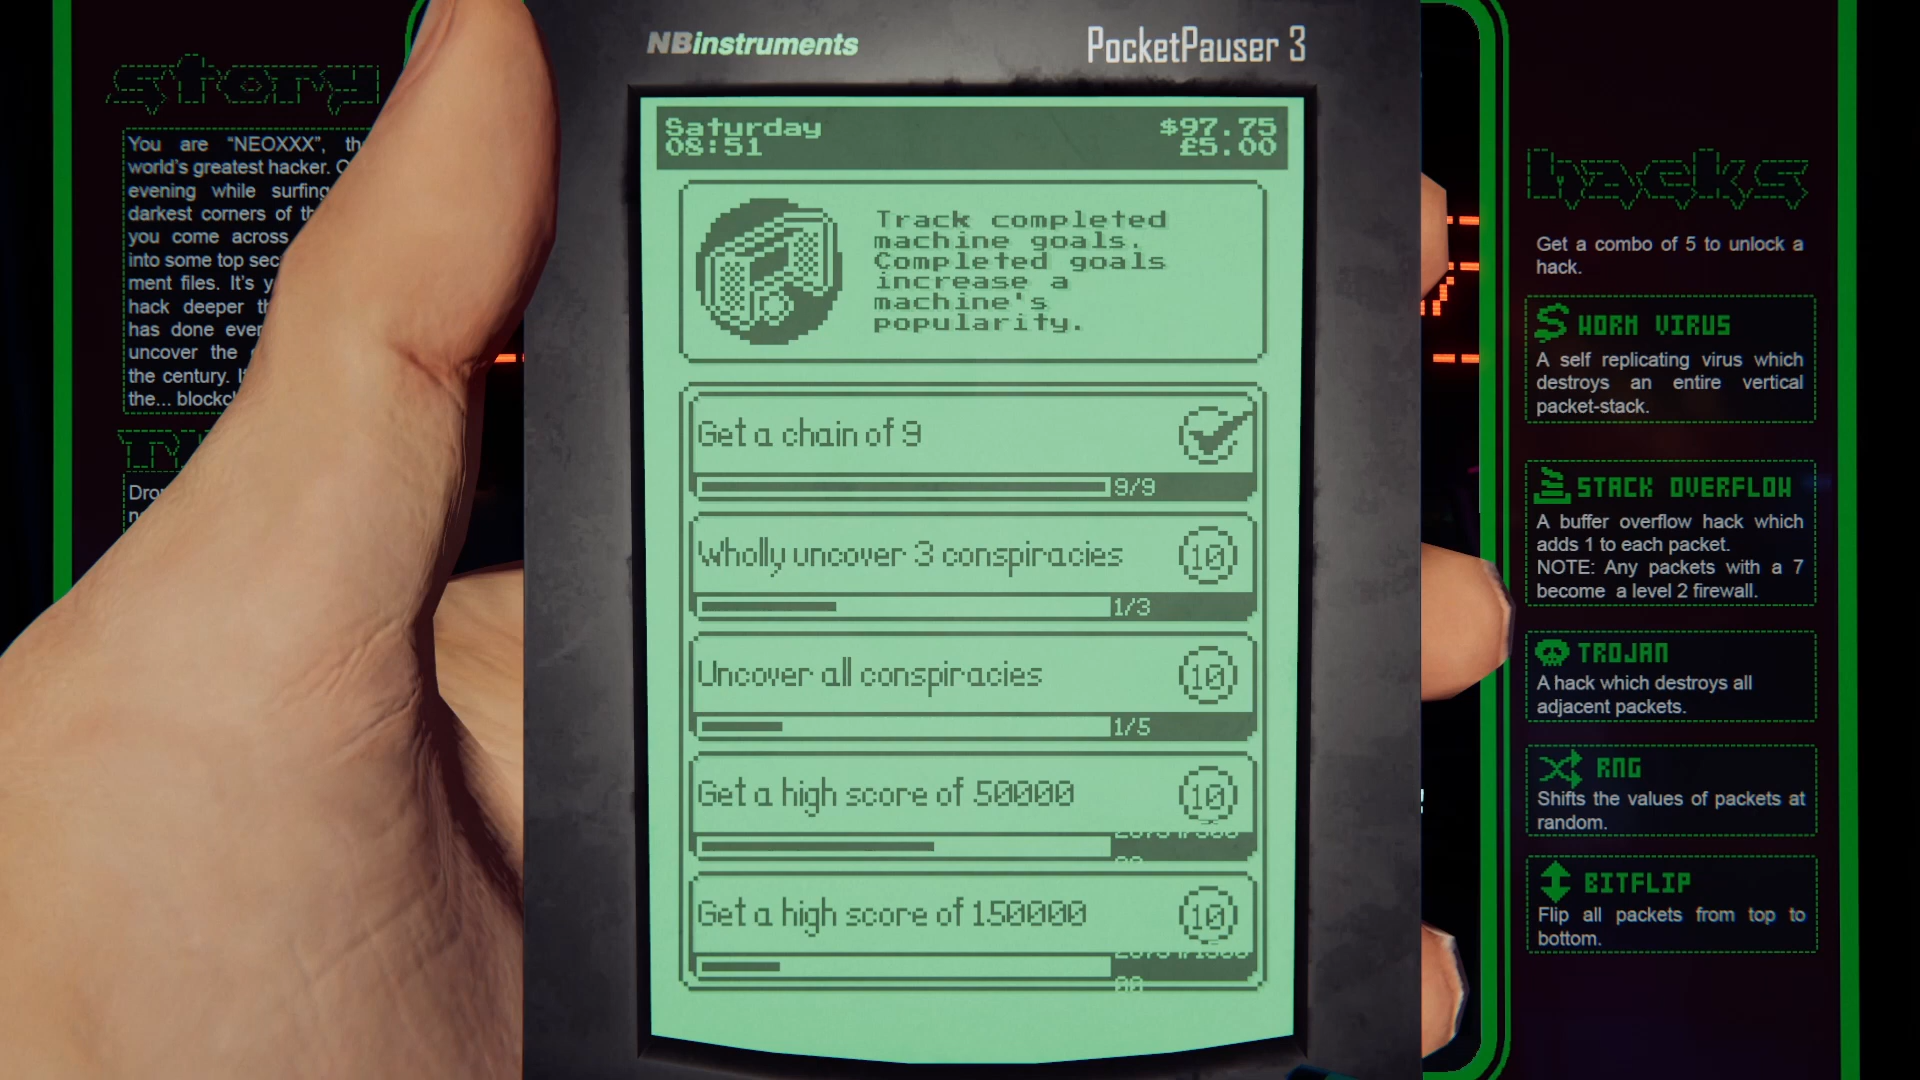 story
You are “NEOXXX”, th
world's greatest hacker. O
evening while surfing
darkest corners of th
you come across
into some top sec
ment files. It's y
hack deeper th
has done ever
uncover the
the century. I
the... blockc
NBinstruments
PocketPauser 3
Saturday
08:51
$97.75
£5.00
Track completed
machine goals.
Completed goals
increase a
machine's
popularity.
Get a chain of 9
9/9
Wholly uncover 3 conspiracies
10
1/3
Uncover all conspiracies
10
1/5
Get a high score of 50000
10
Get a high score of 150000
10
hacks
Get a combo of 5 to unlock a
hack.
WORM VIRUS
A self replicating virus which
destroys an entire vertical
packet-stack.
STACK OVERFLOW
A buffer overflow hack which
adds 1 to each packet.
NOTE: Any packets with a 7
become a level 2 firewall.
TROJAN
A hack which destroys all
adjacent packets.
RNG
Shifts the values of packets at
random.
BITFLIP
Flip all packets from top to
bottom.